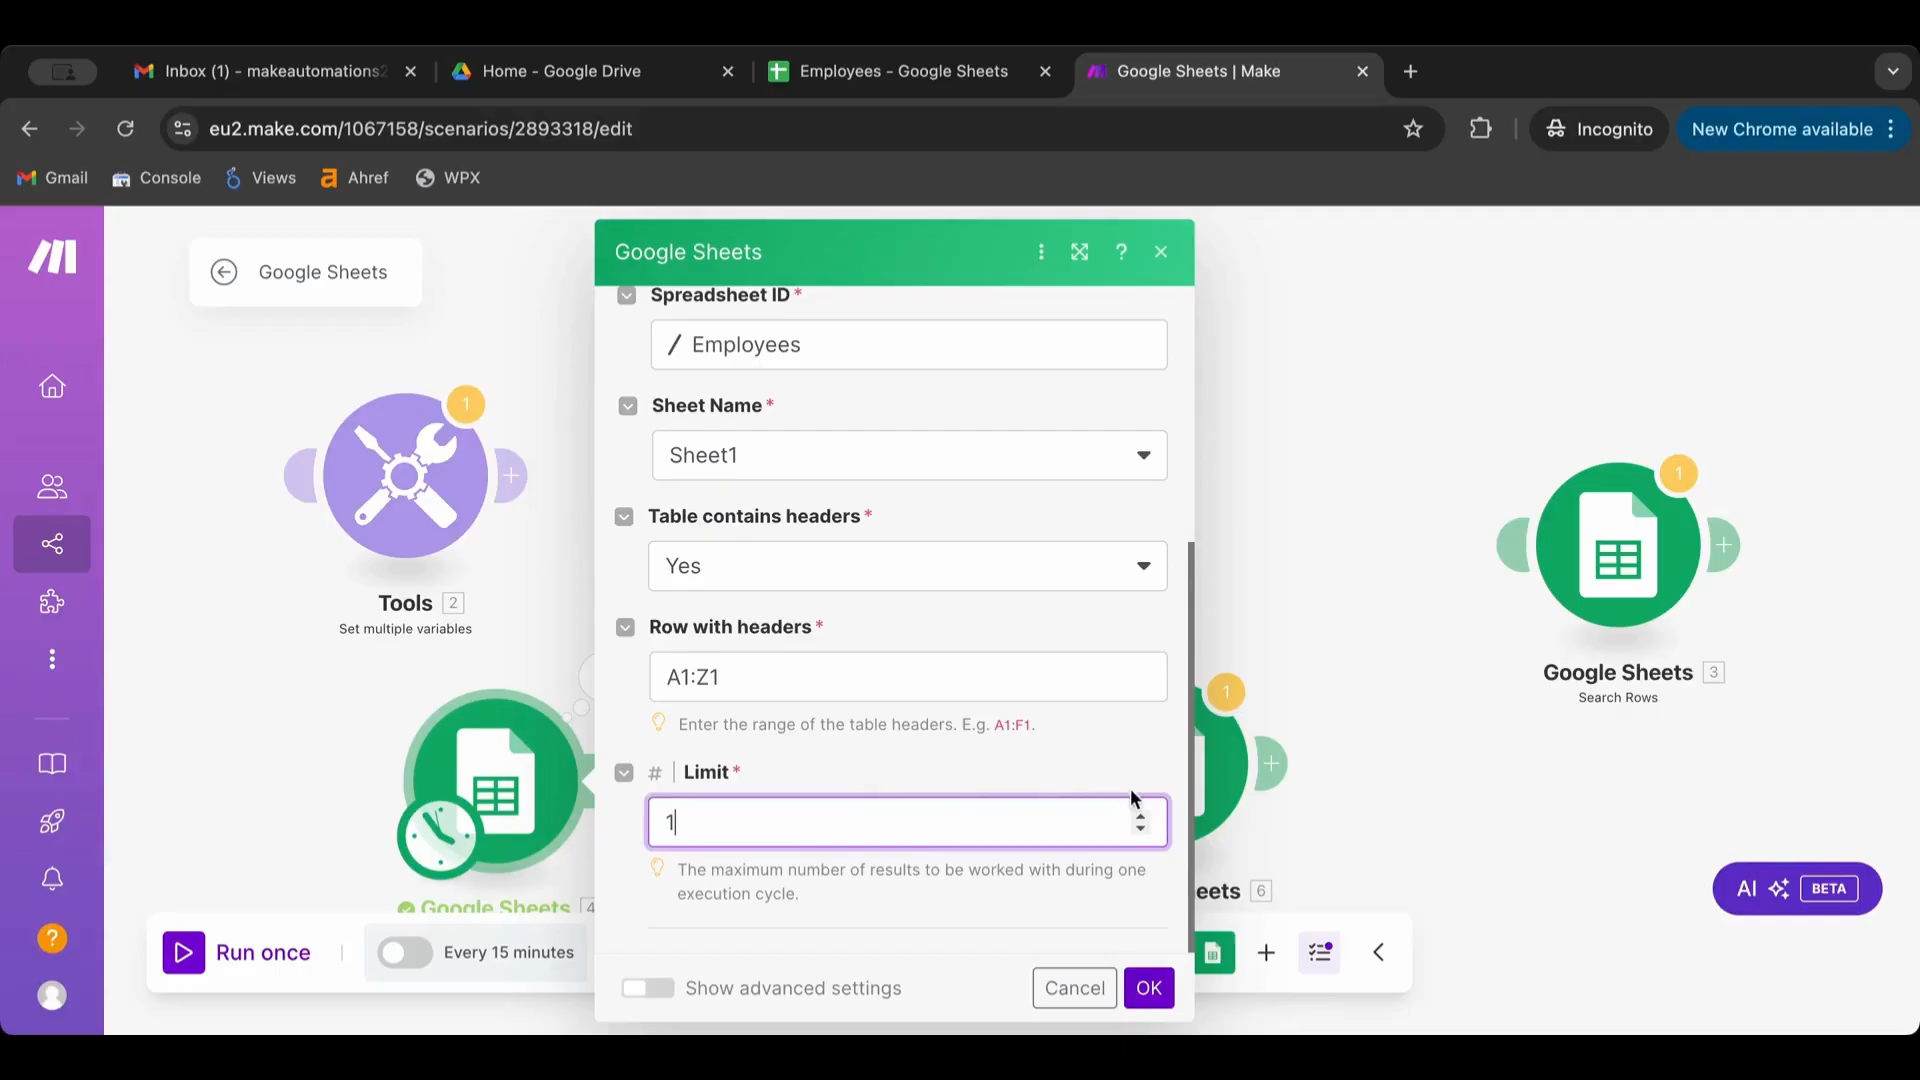 Inbox (1) - makeautomations2
Home - Google Drive
Employees - Google Sheets
Google Sheets | Make
eu2.make.com/1067158/scenarios/2893318/edit
Incognito
New Chrome available
Gmail
Console
Views
Ahref
WPX
Google Sheets
Google Sheets
Spreadsheet ID *
/ Employees
Sheet Name *
Sheet1
Table contains headers *
Yes
Row with headers *
A1:Z1
Enter the range of the table headers. E.g. A1:F1.
# Limit *
1
The maximum number of results to be worked with during one
execution cycle.
Show advanced settings
Cancel
OK
1
Tools 2
Set multiple variables
Google Sheets 4
1
eets 6
1
Google Sheets 3
Search Rows
Run once
Every 15 minutes
AI BETA
?